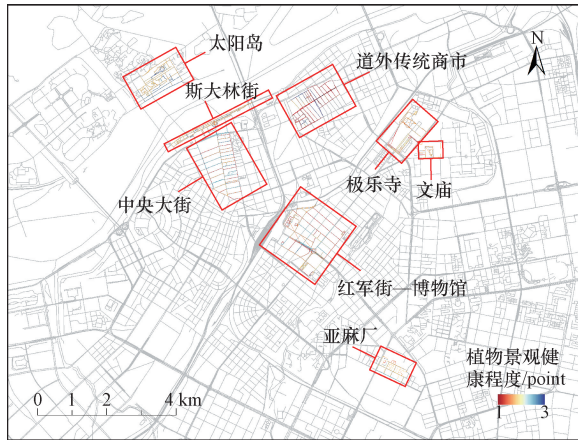 太阳岛
道外传统商市
N
斯大林街
极乐寺
文庙
中央大街
红军街—博物馆
亚麻厂
植物景观健
康程度/point
1
3
0 1 2 4 km